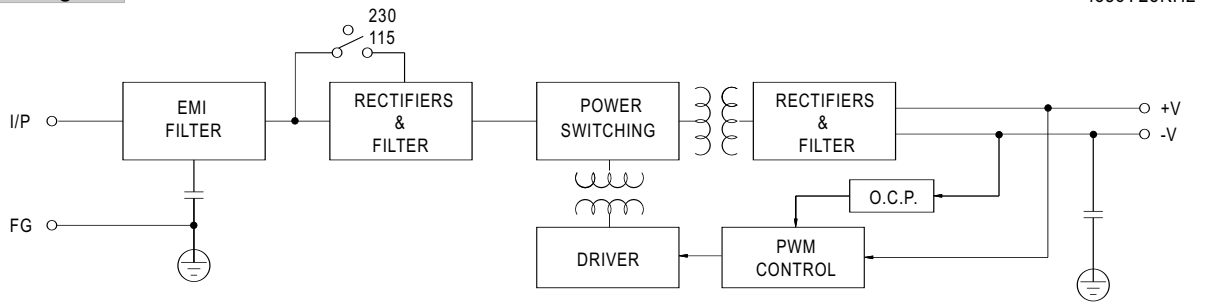 230
115
I/P
EMI
FILTER
RECTIFIERS
&
FILTER
POWER
SWITCHING
RECTIFIERS
&
FILTER
+V
-V
O.C.P.
FG
DRIVER
PWM
CONTROL